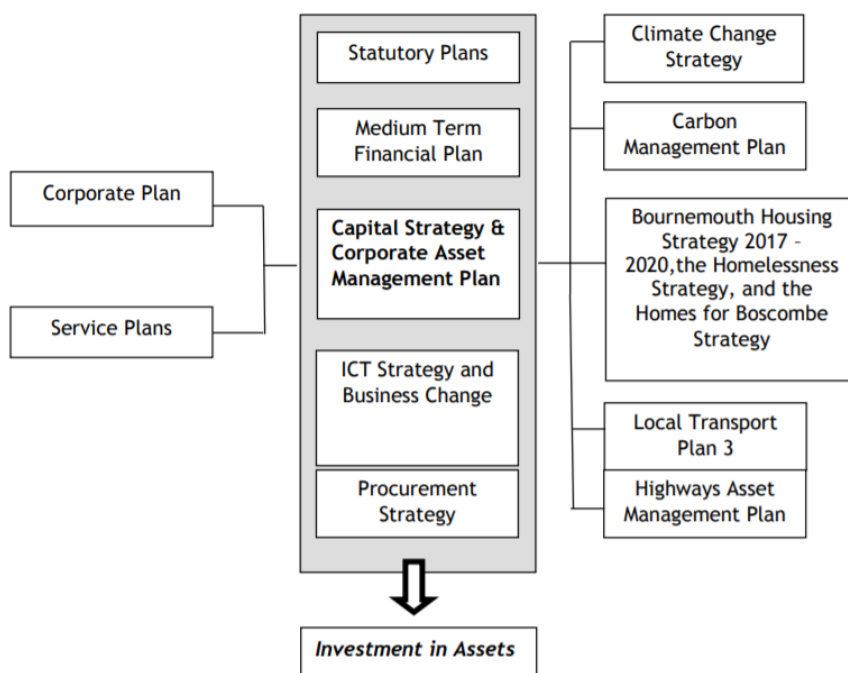 Corporate Plan
Service Plans
Statutory Plans
Medium Term
Financial Plan
Capital Strategy &
Corporate Asset
Management Plan
ICT Strategy and
Business Change
Procurement
Strategy
Investment in Assets
Climate Change
Strategy
Carbon
Management Plan
Bournemouth Housing
Strategy 2017 –
2020,the Homelessness
Strategy, and the
Homes for Boscombe
Strategy
Local Transport
Plan 3
Highways Asset
Management Plan